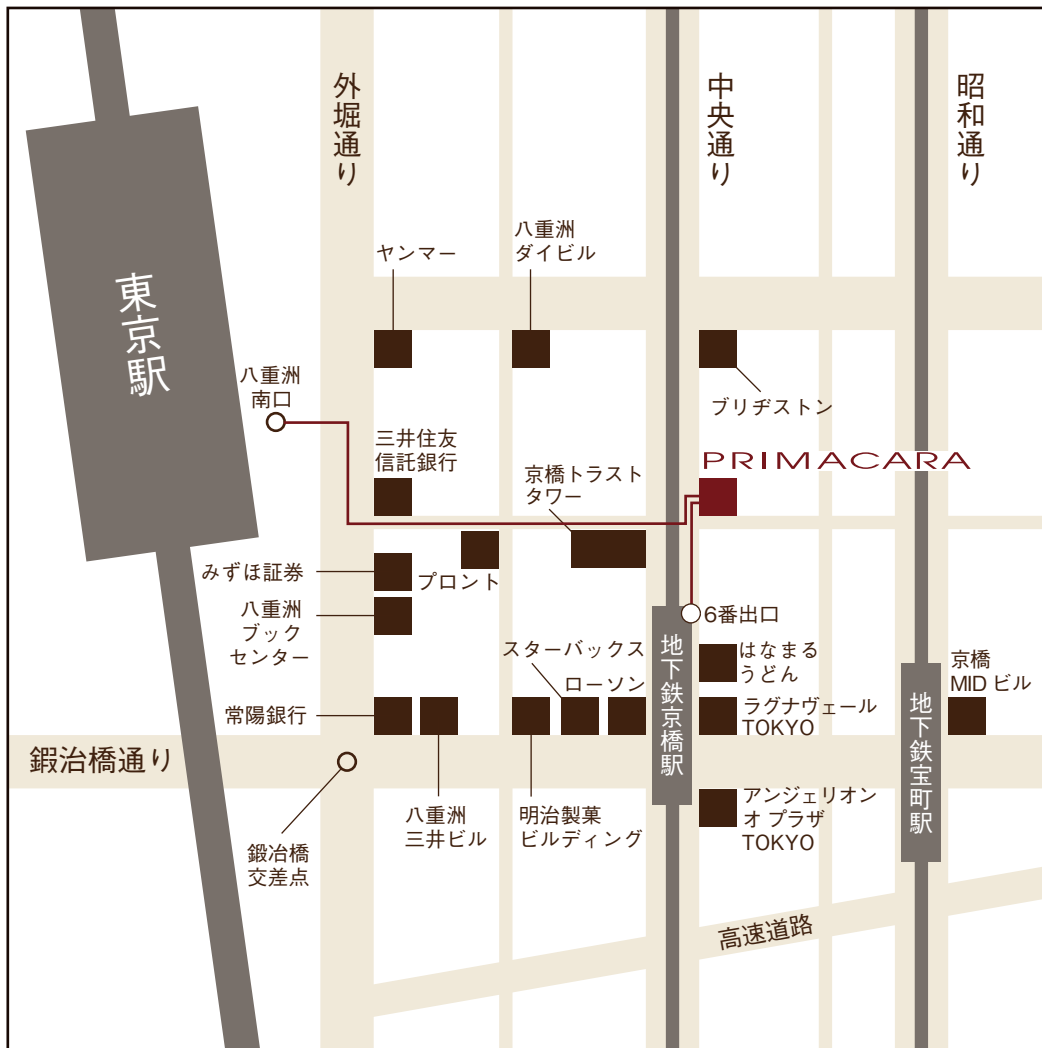 外堀通り
中央通り
昭和通り
八重洲
ダイビル
ヤンマー
東京駅
八重洲
南口
ブリヂストン
三井住友
信託銀行
PRIMACARA
京橋トラスト
タワー
みずほ証券
プロント
八重洲
ブック
センター
6番出口
地下鉄京橋駅
はなまる
うどん
スターバックス
ローソン
京橋
MID ビル
地下鉄宝町駅
常陽銀行
ラグナヴェール
TOKYO
鍛治橋通り
八重洲
三井ビル
明治製菓
ビルディング
アンジェリオン
オ プラザ
TOKYO
鍛冶橋
交差点
高速道路